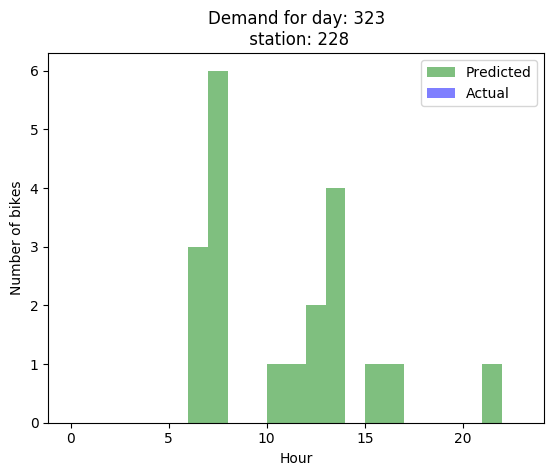 Demand for day: 323
station: 228
Predicted
Actual
Number of bikes
6
5
4
3
2
1
0
0
5
10
15
20
Hour